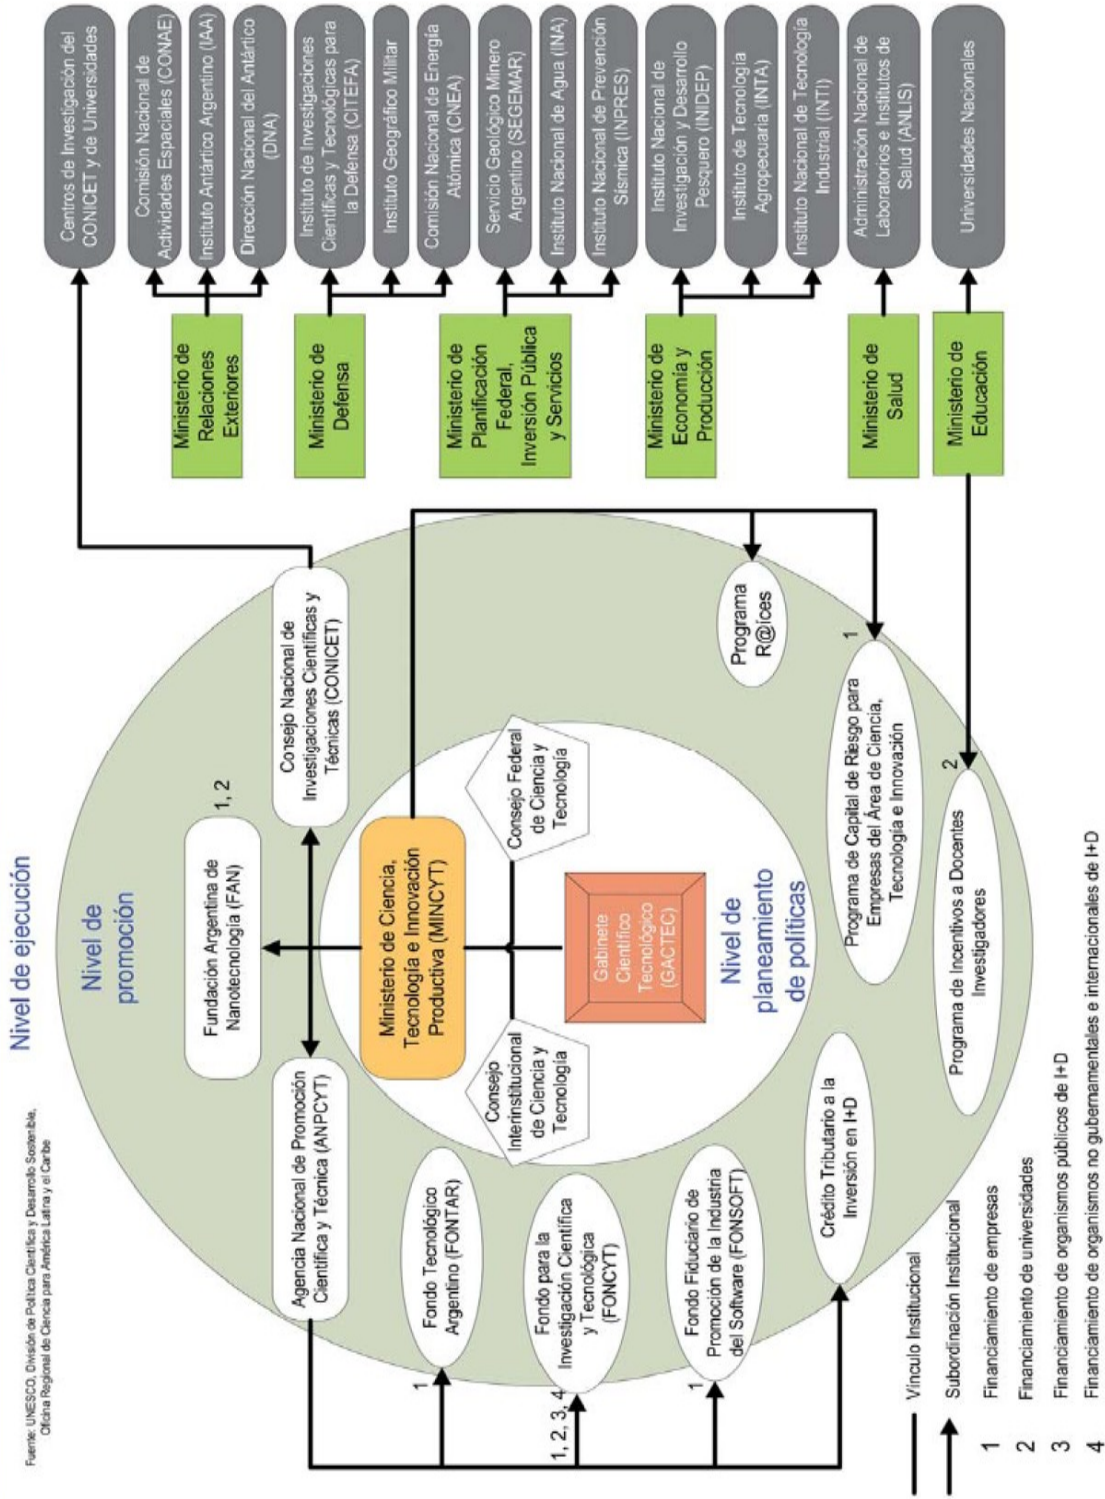 Fuente: UNESCO, División de Política Científica y Desarrollo Sostenible,
Oficina Regional de Ciencia para América Latina y el Caribe
Nivel de ejecución
Nivel de
promoción
Fundación Argentina de
Nanotecnología (FAN)
1, 2
Agencia Nacional de Promoción
Científica y Técnica (ANPCYT)
Consejo Nacional de
Investigaciones Científicas y
Técnicas (CONICET)
Ministerio de Ciencia,
Tecnología e Innovación
Productiva (MINCYT)
Fondo Tecnológico
Argentino (FONTAR)
1
Consejo
Interinstitucional
de Ciencia y
Tecnología
Consejo Federal
de Ciencia y
Tecnología
Fondo para la
Investigación Científica
y Tecnológica
(FONCYT)
1, 2, 3, 4
Gabinete
Científico
Tecnológico
(GACTEC)
Fondo Fiduciario de
Promoción de la Industria
del Software (FONSOFT)
1
Nivel de
planeamiento
de políticas
Programa
R@ices
Crédito Tributario a la
Inversión en I+D
Programa de Capital de Riesgo para
Empresas del Área de Ciencia,
Tecnología e Innovación
1
Programa de Incentivos a Docentes
Investigadores
2
Ministerio de
Relaciones
Exteriores
Ministerio de
Defensa
Ministerio de
Planificación
Federal,
Inversión Pública
y Servicios
Ministerio de
Economía y
Producción
Ministerio de
Salud
Ministerio de
Educación
Centros de Investigación del
CONICET y de Universidades
Comisión Nacional de
Actividades Espaciales (CONAE)
Instituto Antártico Argentino (IAA)
Dirección Nacional del Antártico
(DNA)
Instituto de Investigaciones
Científicas y Tecnológicas para
la Defensa (CITEFA)
Instituto Geográfico Militar
Comisión Nacional de Energía
Atómica (CNEA)
Servicio Geológico Minero
Argentino (SEGEMAR)
Instituto Nacional de Agua (INA)
Instituto Nacional de Prevención
Sísmica (INPRES)
Instituto Nacional de
Investigación y Desarrollo
Pesquero (INIDEP)
Instituto de Tecnología
Agropecuaria (INTA)
Instituto Nacional de Tecnología
Industrial (INTI)
Administración Nacional de
Laboratorios e Institutos de
Salud (ANLIS)
Universidades Nacionales
Vínculo Institucional
Subordinación Institucional
1 Financiamiento de empresas
2 Financiamiento de universidades
3 Financiamiento de organismos públicos de I+D
4 Financiamiento de organismos no gubernamentales e internacionales de I+D